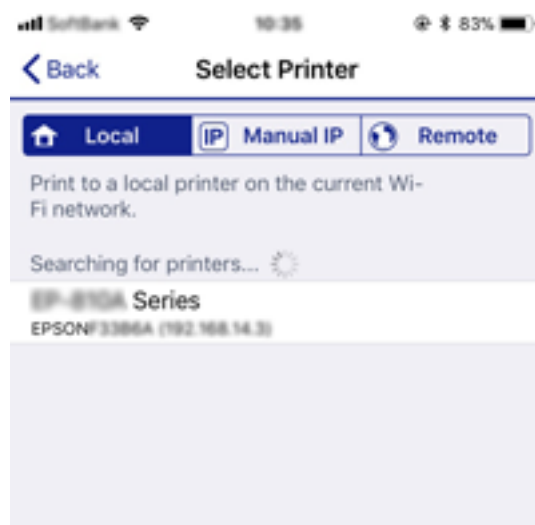 10:35 83%
Back Select Printer
Local IP Manual IP Remote
Print to a local printer on the current Wi-
Fi network.
Searching for printers...
Series
EPSON